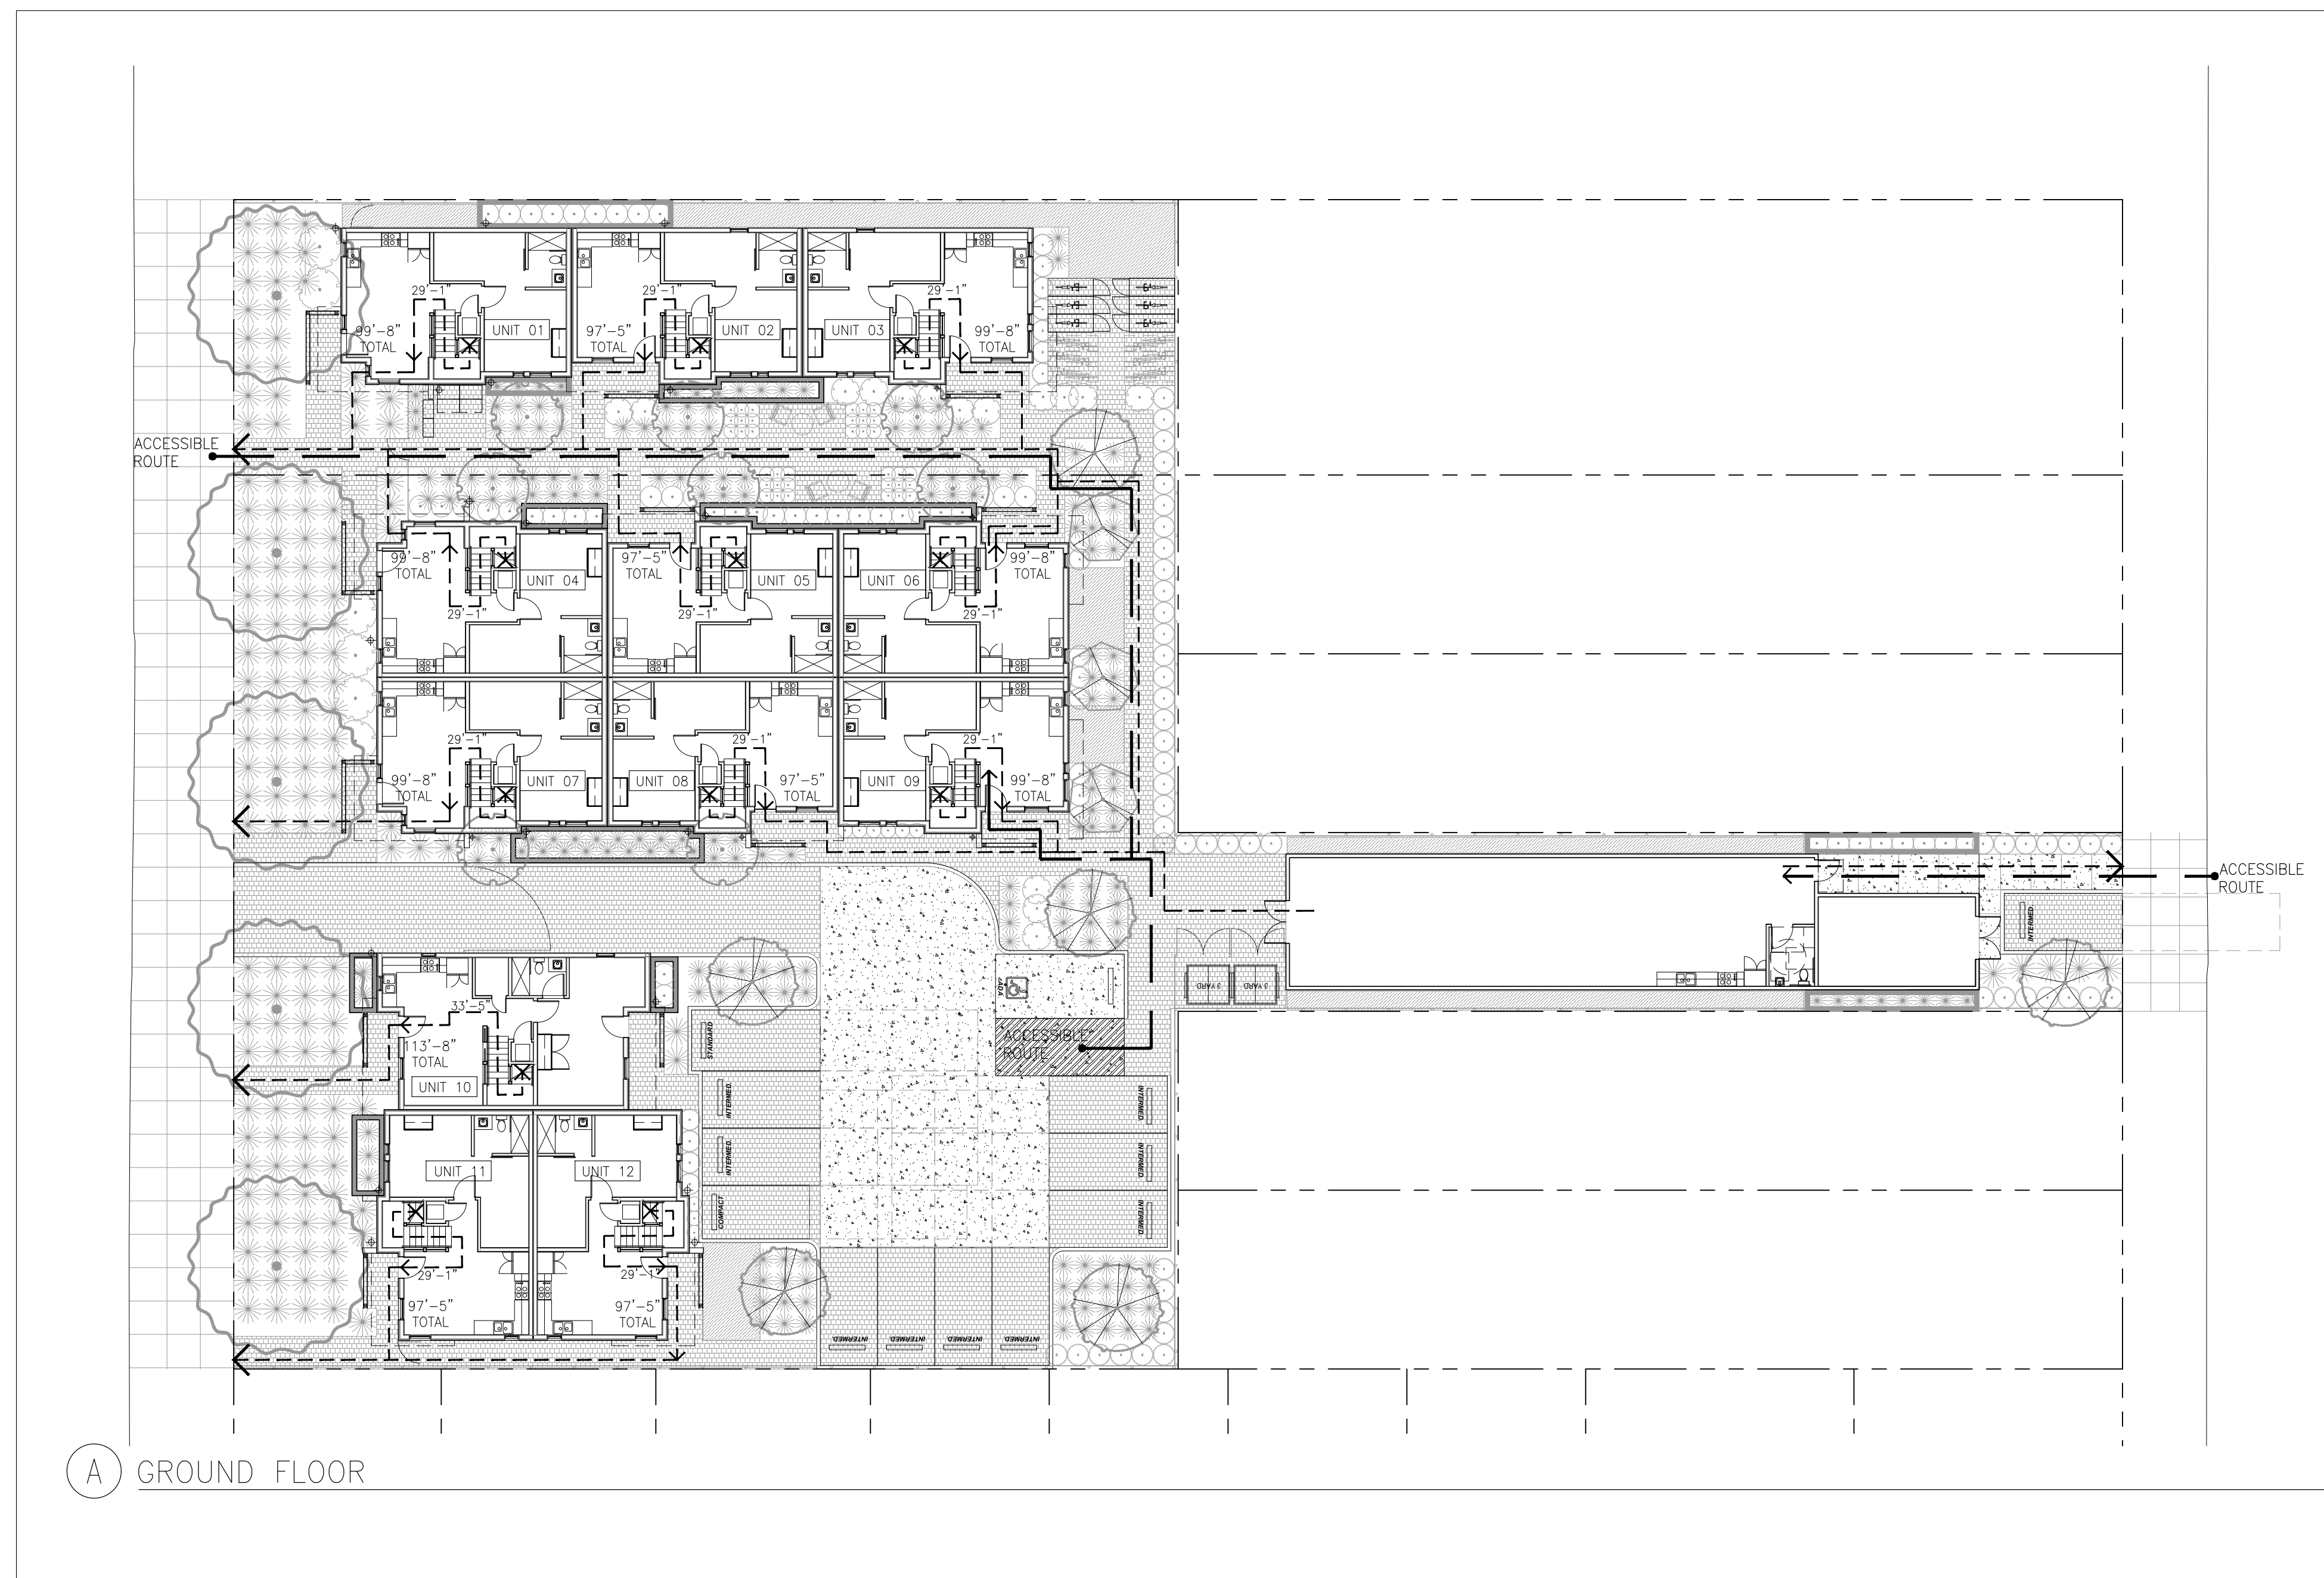 29'-1"
29'-1"
29'-1"
99'-8"
TOTAL
UNIT 01
97'-5"
TOTAL
UNIT 02
UNIT 03
99'-8"
TOTAL
ACCESSIBLE
ROUTE
99'-8"
TOTAL
UNIT 04
29'-1"
97'-5"
TOTAL
UNIT 05
29'-1"
UNIT 06
99'-8"
TOTAL
29'-1"
29'-1"
99'-8"
TOTAL
UNIT 07
29'-1"
UNIT 08
97'-5"
TOTAL
29'-1"
UNIT 09
99'-8"
TOTAL
ACCESSIBLE
ROUTE
INTERMED.
3 YARD
3 YARD
ADA
ACCESSIBLE
ROUTE
33'-5"
113'-8"
TOTAL
UNIT 10
STANDARD
INTERMED.
INTERMED.
COMPACT
INTERMED.
INTERMED.
INTERMED.
UNIT 11
UNIT 12
29'-1"
29'-1"
97'-5"
TOTAL
97'-5"
TOTAL
INTERMED
INTERMED
INTERMED
INTERMED
A
GROUND FLOOR